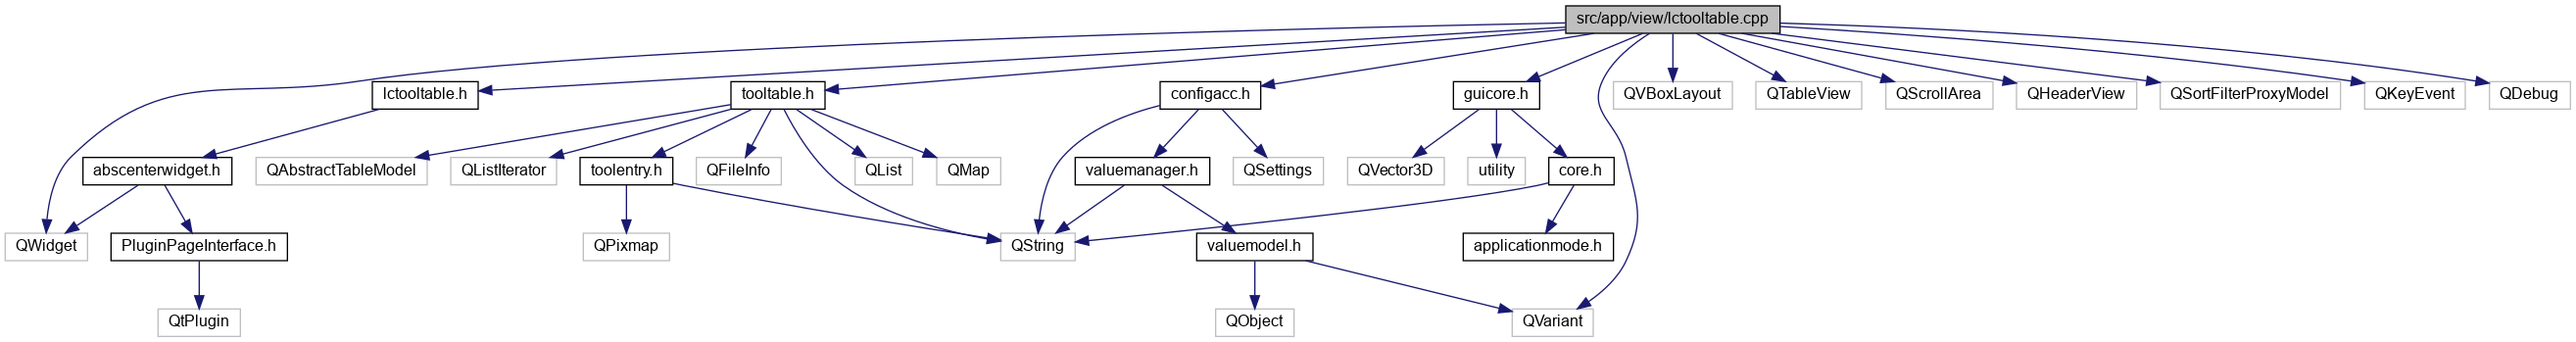 src/app/view/lctooltable.cpp
lctooltable.h
tooltable.h
configacc.h
guicore.h
QVBoxLayout
QTableView
QScrollArea
QHeaderView
QSortFilterProxyModel
QKeyEvent
QDebug
abscenterwidget.h
QAbstractTableModel
QListIterator
toolentry.h
QFileInfo
QList
QMap
valuemanager.h
QSettings
QVector3D
utility
core.h
QWidget
PluginPageInterface.h
QPixmap
QString
valuemodel.h
applicationmode.h
QtPlugin
QObject
QVariant